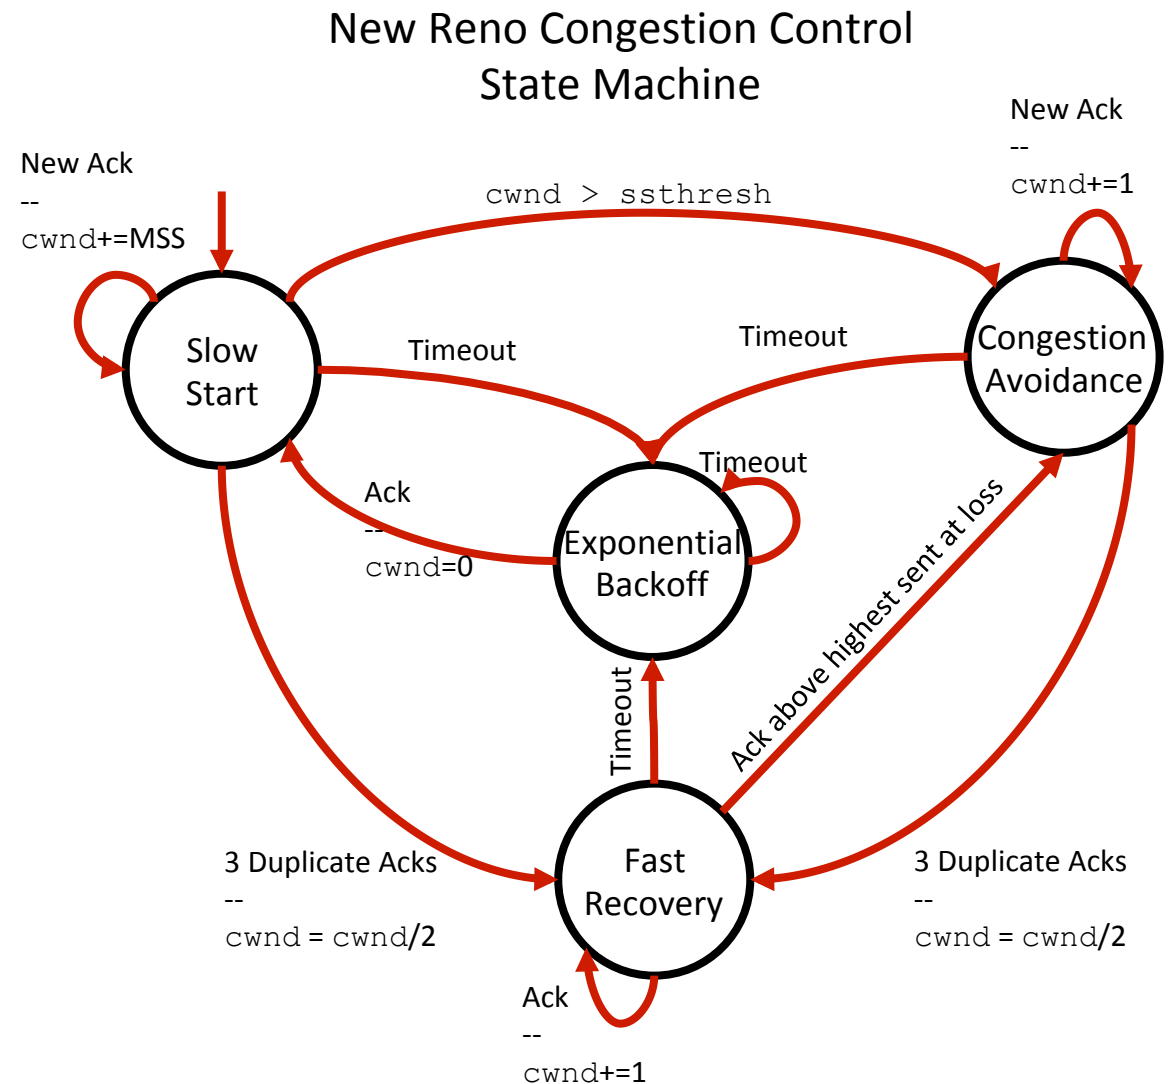 New Reno Congestion Control
State Machine
New Ack
--
cwnd+=1
New Ack
--
cwnd+=MSS
cwnd > ssthresh
Slow
Start
Timeout
Timeout
Congestion
Avoidance
Timeout
Ack
--
cwnd=0
Exponential
Backoff
Ack above highest sent at loss
Timeout
3 Duplicate Acks
--
cwnd = cwnd/2
Fast
Recovery
3 Duplicate Acks
--
cwnd = cwnd/2
Ack
--
cwnd+=1